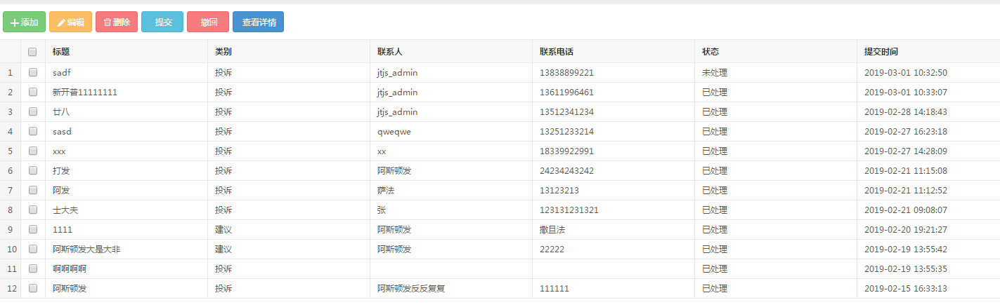 添加 编辑 删除 提交 撤回 查看详情
标题 类别 联系人 联系电话 状态 提交时间
1 sadf 投诉 jtjs_admin 13838899221 未处理 2019-03-01 10:32:50
2 新开普11111111 投诉 jtjs_admin 13611996461 已处理 2019-03-01 10:33:07
3 廿八 投诉 jtjs_admin 13512341234 已处理 2019-02-28 14:18:43
4 sasd 投诉 qweqwe 13251233214 已处理 2019-02-27 16:23:18
5 xxx 投诉 xx 18339922991 已处理 2019-02-27 14:28:09
6 打发 投诉 阿斯顿发 24234243242 已处理 2019-02-21 11:15:08
7 阿发 投诉 萨法 13123213 已处理 2019-02-21 11:12:52
8 士大夫 投诉 张 123131231321 已处理 2019-02-21 09:08:07
9 1111 建议 阿斯顿发 撒旦法 已处理 2019-02-20 19:21:27
10 阿斯顿发大是大非 建议 阿斯顿发 22222 已处理 2019-02-19 13:55:42
11 啊啊啊啊 投诉 已处理 2019-02-19 13:55:35
12 阿斯顿发 投诉 阿斯顿发反反复复 111111 已处理 2019-02-15 16:33:13